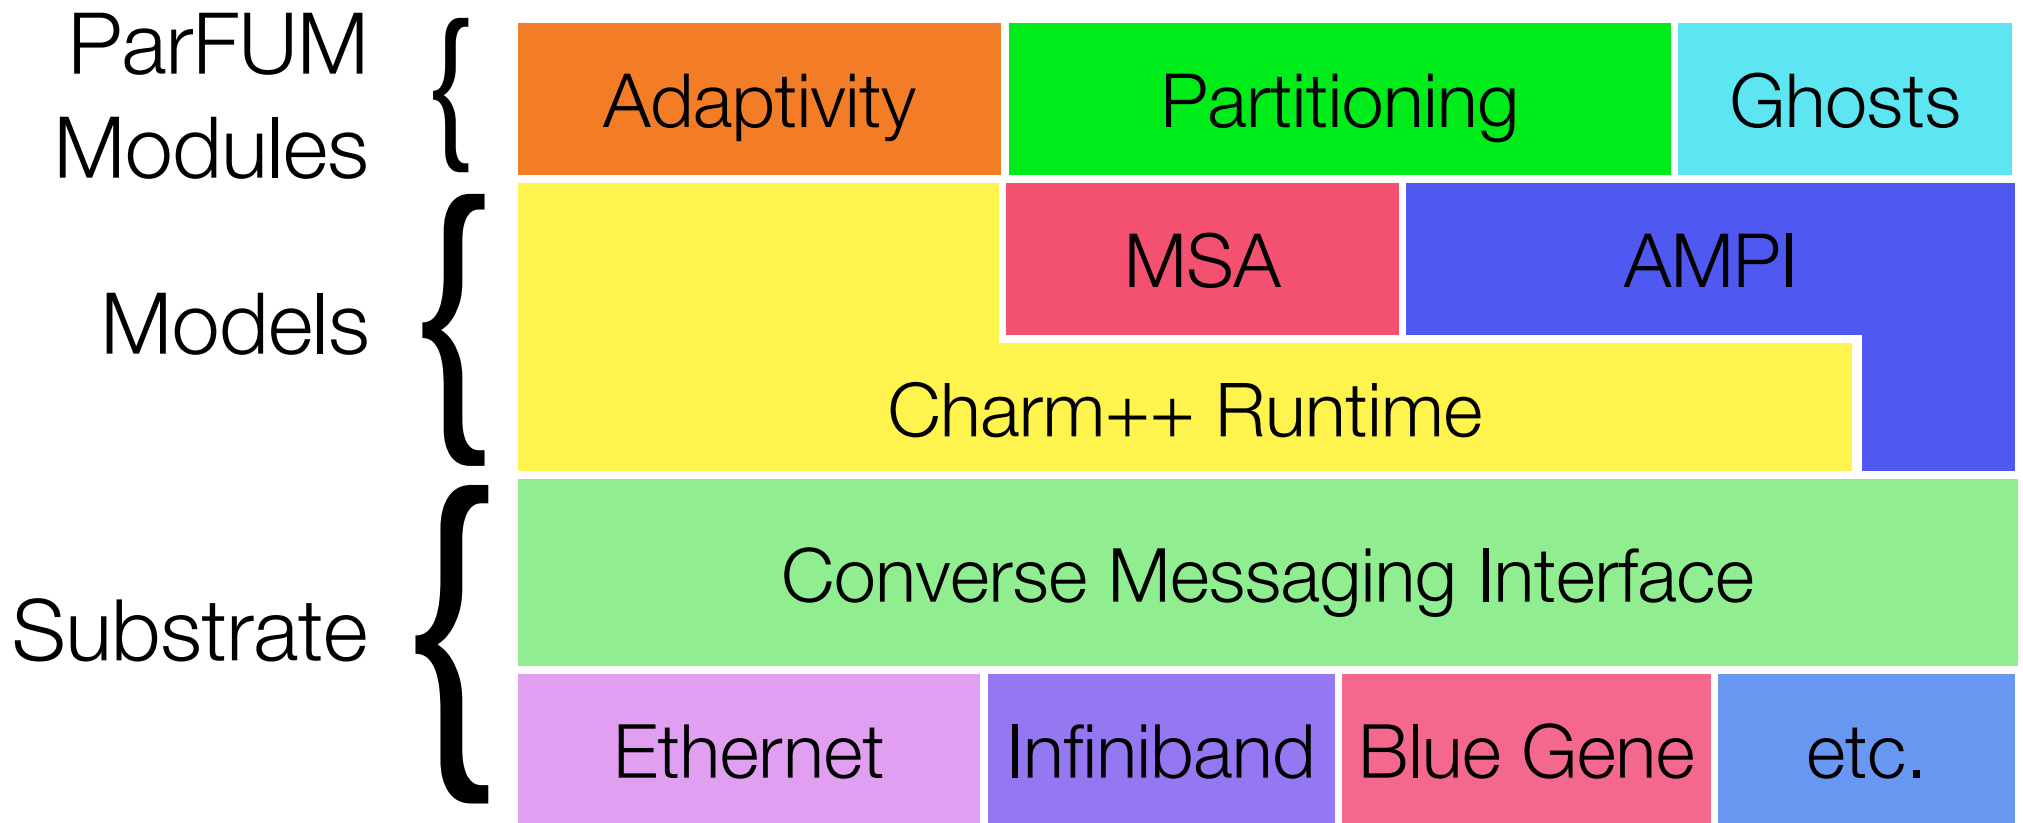 ParFUM
Modules
Adaptivity
Partitioning
Ghosts
Models
MSA
AMPI
Charm++ Runtime
Substrate
Converse Messaging Interface
Ethernet
Infiniband
Blue Gene
etc.